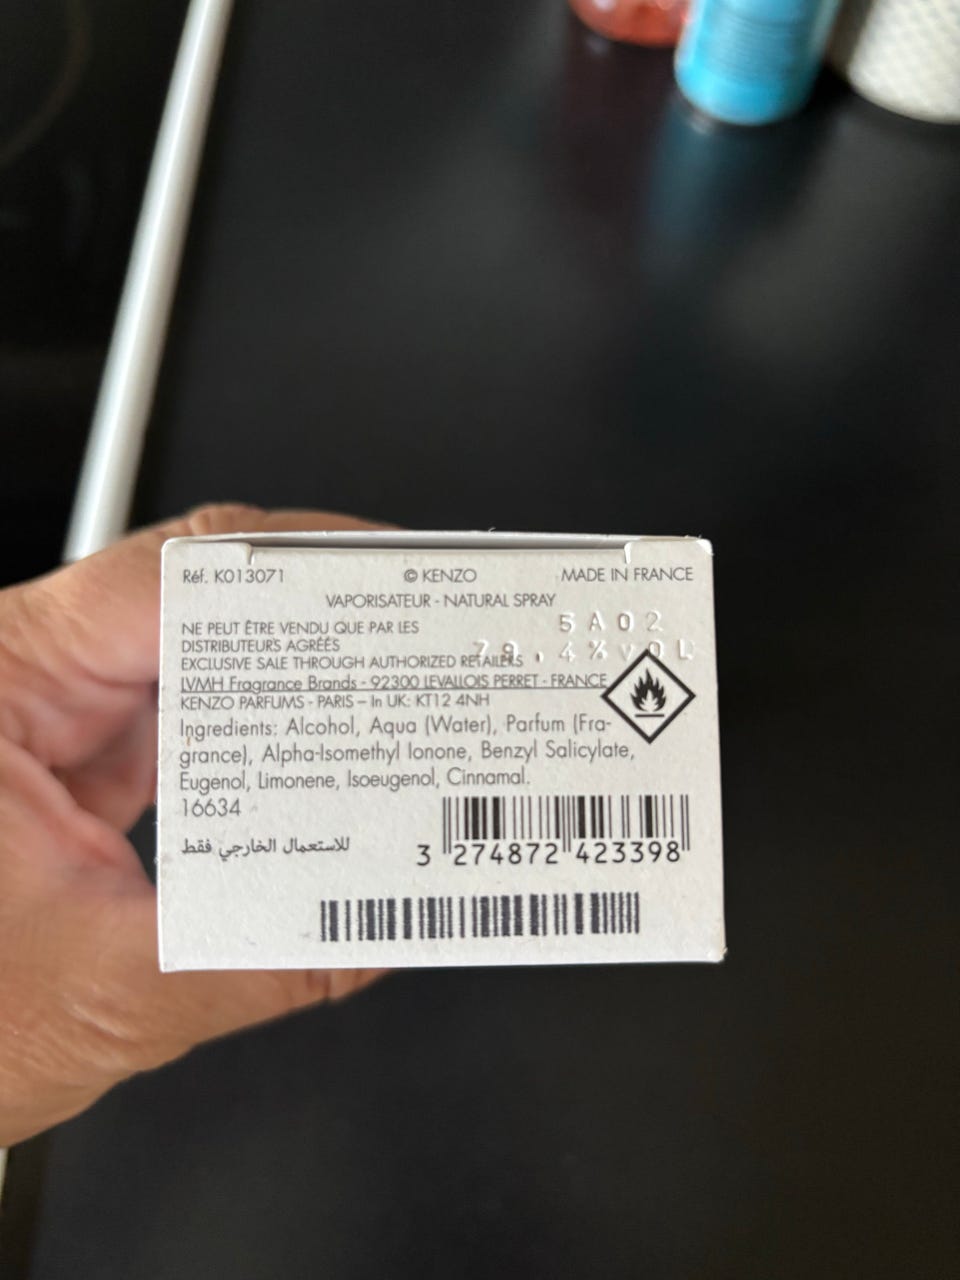 Réf. K013071 © KENZO MADE IN FRANCE
VAPORISATEUR - NATURAL SPRAY
5A02
NE PEUT ÊTRE VENDU QUE PAR LES
DISTRIBUTEURS AGRÉÉS
79.4%vOL
EXCLUSIVE SALE THROUGH AUTHORIZED RETAILERS
LVMH Fragrance Brands - 92300 LEVALLOIS PERRET - FRANCE
KENZO PARFUMS - PARIS – In UK: KT12 4NH
Ingredients: Alcohol, Aqua (Water), Parfum (Fra-
grance), Alpha-Isomethyl Ionone, Benzyl Salicylate,
Eugenol, Limonene, Isoeugenol, Cinnamal.
16634
للاستعمال الخارجي فقط
3 274872 423398